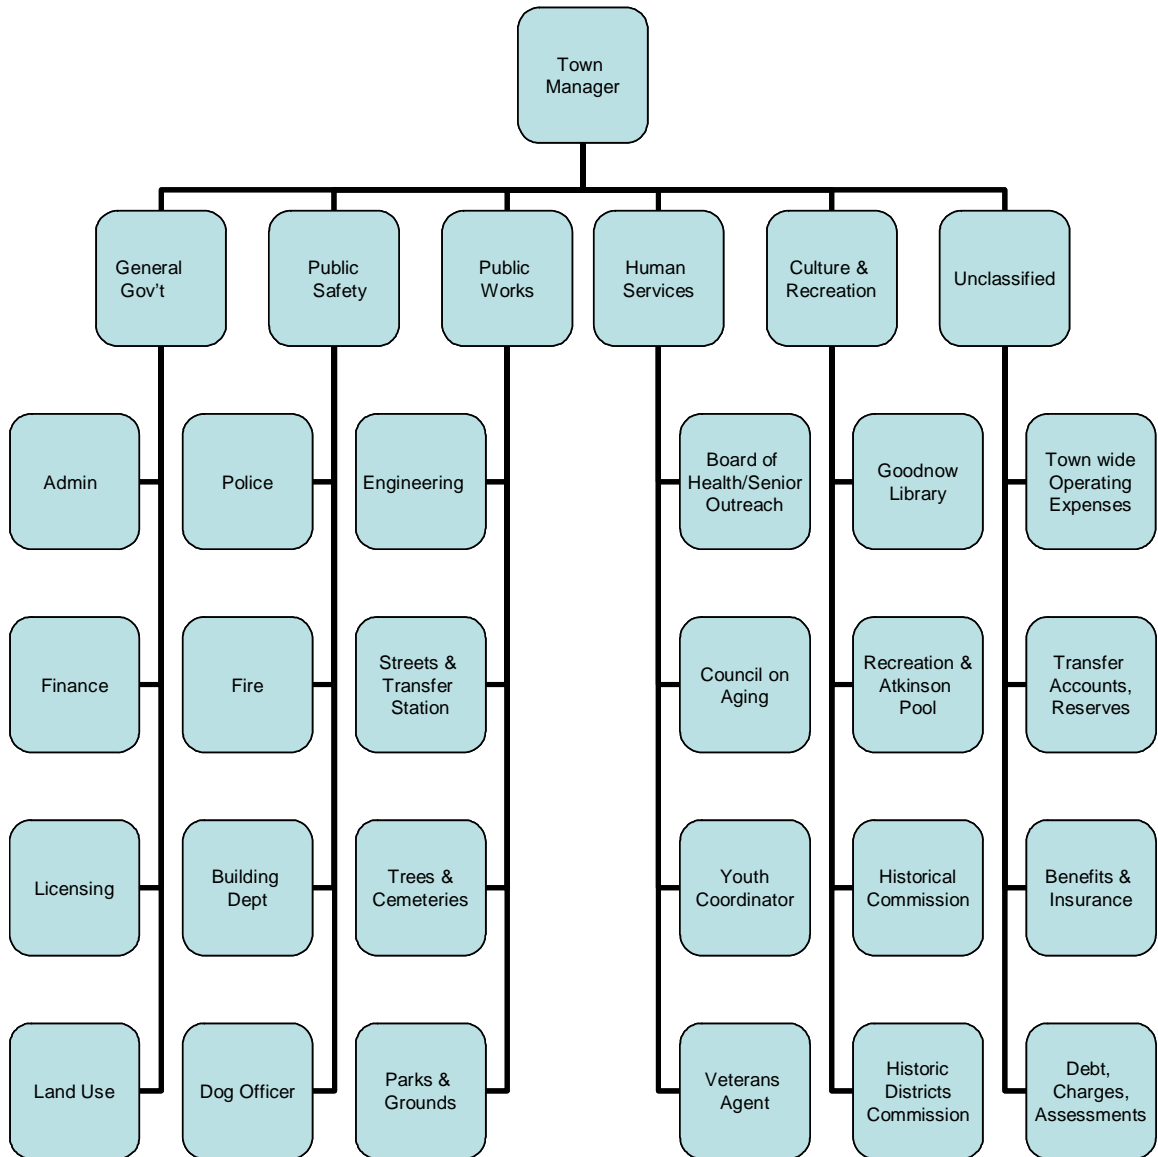 Town
Manager
General
Gov't
Public
Safety
Public
Works
Human
Services
Culture &
Recreation
Unclassified
Admin
Police
Engineering
Board of
Health/Senior
Outreach
Goodnow
Library
Town wide
Operating
Expenses
Finance
Fire
Streets &
Transfer
Station
Council on
Aging
Recreation &
Atkinson
Pool
Transfer
Accounts,
Reserves
Licensing
Building
Dept
Trees &
Cemeteries
Youth
Coordinator
Historical
Commission
Benefits &
Insurance
Land Use
Dog Officer
Parks &
Grounds
Veterans
Agent
Historic
Districts
Commission
Debt,
Charges,
Assessments